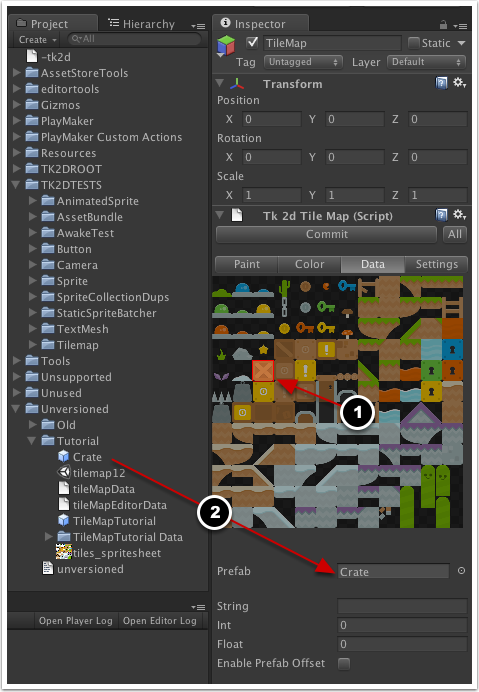 Project
Hierarchy
Create
All
-tk2d
AssetStoreTools
editortools
Gizmos
PlayMaker
PlayMaker Custom Actions
Resources
TK2DROOT
TK2DTESTS
AnimatedSprite
AssetBundle
AwakeTest
Button
Camera
Sprite
SpriteCollectionDups
StaticSpriteBatcher
TextMesh
Tilemap
Tools
Unsupported
Unused
Unversioned
Old
Tutorial
Crate
tilemap12
tileMapData
tileMapEditorData
TileMapTutorial
TileMapTutorial Data
tiles_spritesheet
unversioned
Open Player Log Open Editor Log
Inspector
TileMap Static
Tag Untagged Layer Default
Transform
Position
X 0 Y 0 Z 0
Rotation
X 0 Y 0 Z 0
Scale
X 1 Y 1 Z 1
Tk 2d Tile Map (Script)
Commit All
Paint Color Data Settings
1
2
Prefab Crate
String
Int 0
Float 0
Enable Prefab Offset